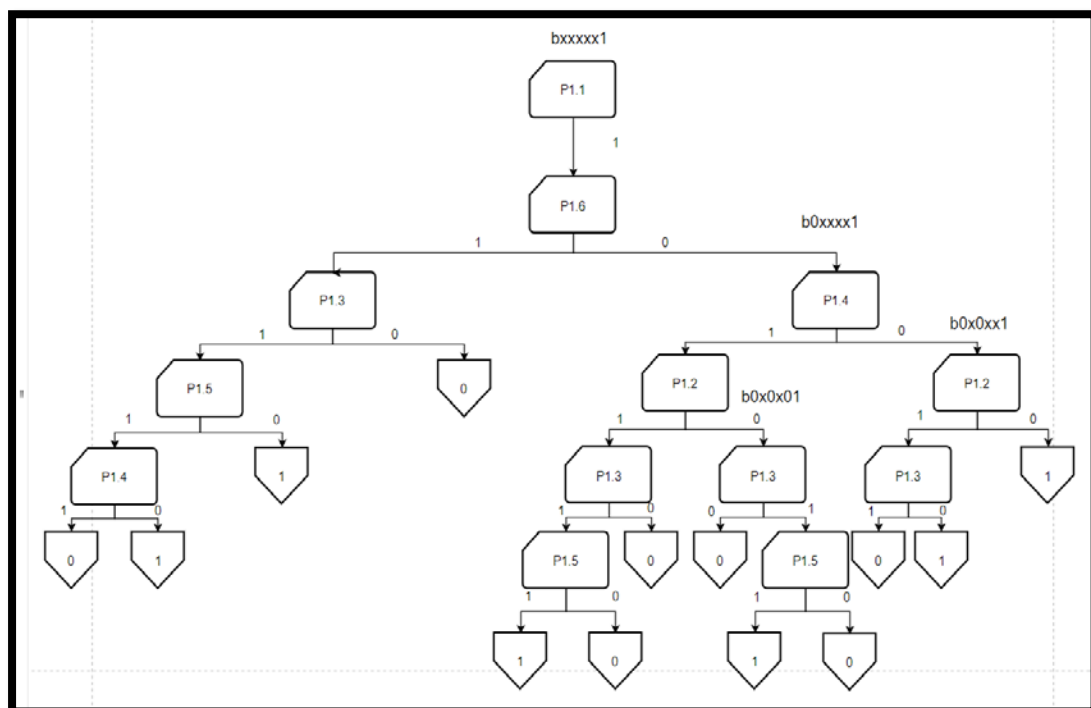 bxxxxx1
P1.1
1
P1.6
b0xxxx1
1 0
P1.3 P1.4
1 0 1 0 b0x0xx1
P1.5 0 P1.2 P1.2
b0x0x01
1 0 1 0 1 0
P1.4 1 P1.3 P1.3 P1.3 1
1 0 1 0 0 1 1 0
0 1 P1.5 0 0 P1.5 0 1
1 0 1 0
1 0 1 0